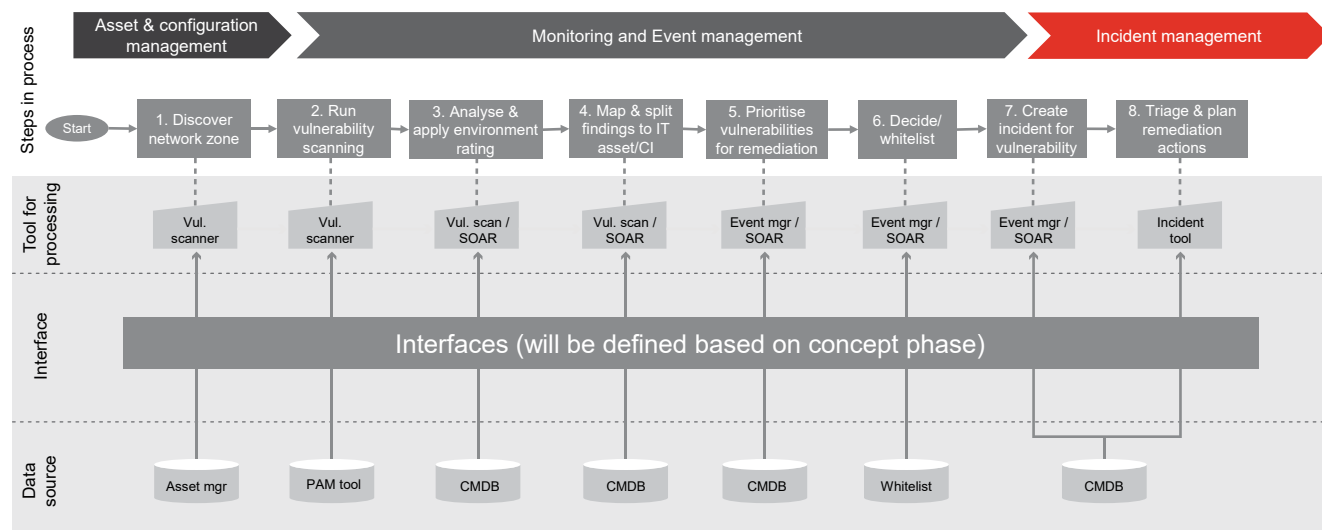 Asset & configuration
management
Monitoring and Event management
Incident management
Steps in process
Start
1. Discover
network zone
2. Run
vulnerability
scanning
3. Analyse &
apply environment
rating
4. Map & split
findings to IT
asset/CI
5. Prioritise
vulnerabilities
for remediation
6. Decide/
whitelist
7. Create
incident for
vulnerability
8. Triage & plan
remediation
actions
Tool for
processing
Vul.
scanner
Vul.
scanner
Vul. scan /
SOAR
Vul. scan /
SOAR
Event mgr /
SOAR
Event mgr /
SOAR
Event mgr /
SOAR
Incident
tool
Interface
Interfaces (will be defined based on concept phase)
Data
source
Asset mgr
PAM tool
CMDB
CMDB
CMDB
Whitelist
CMDB